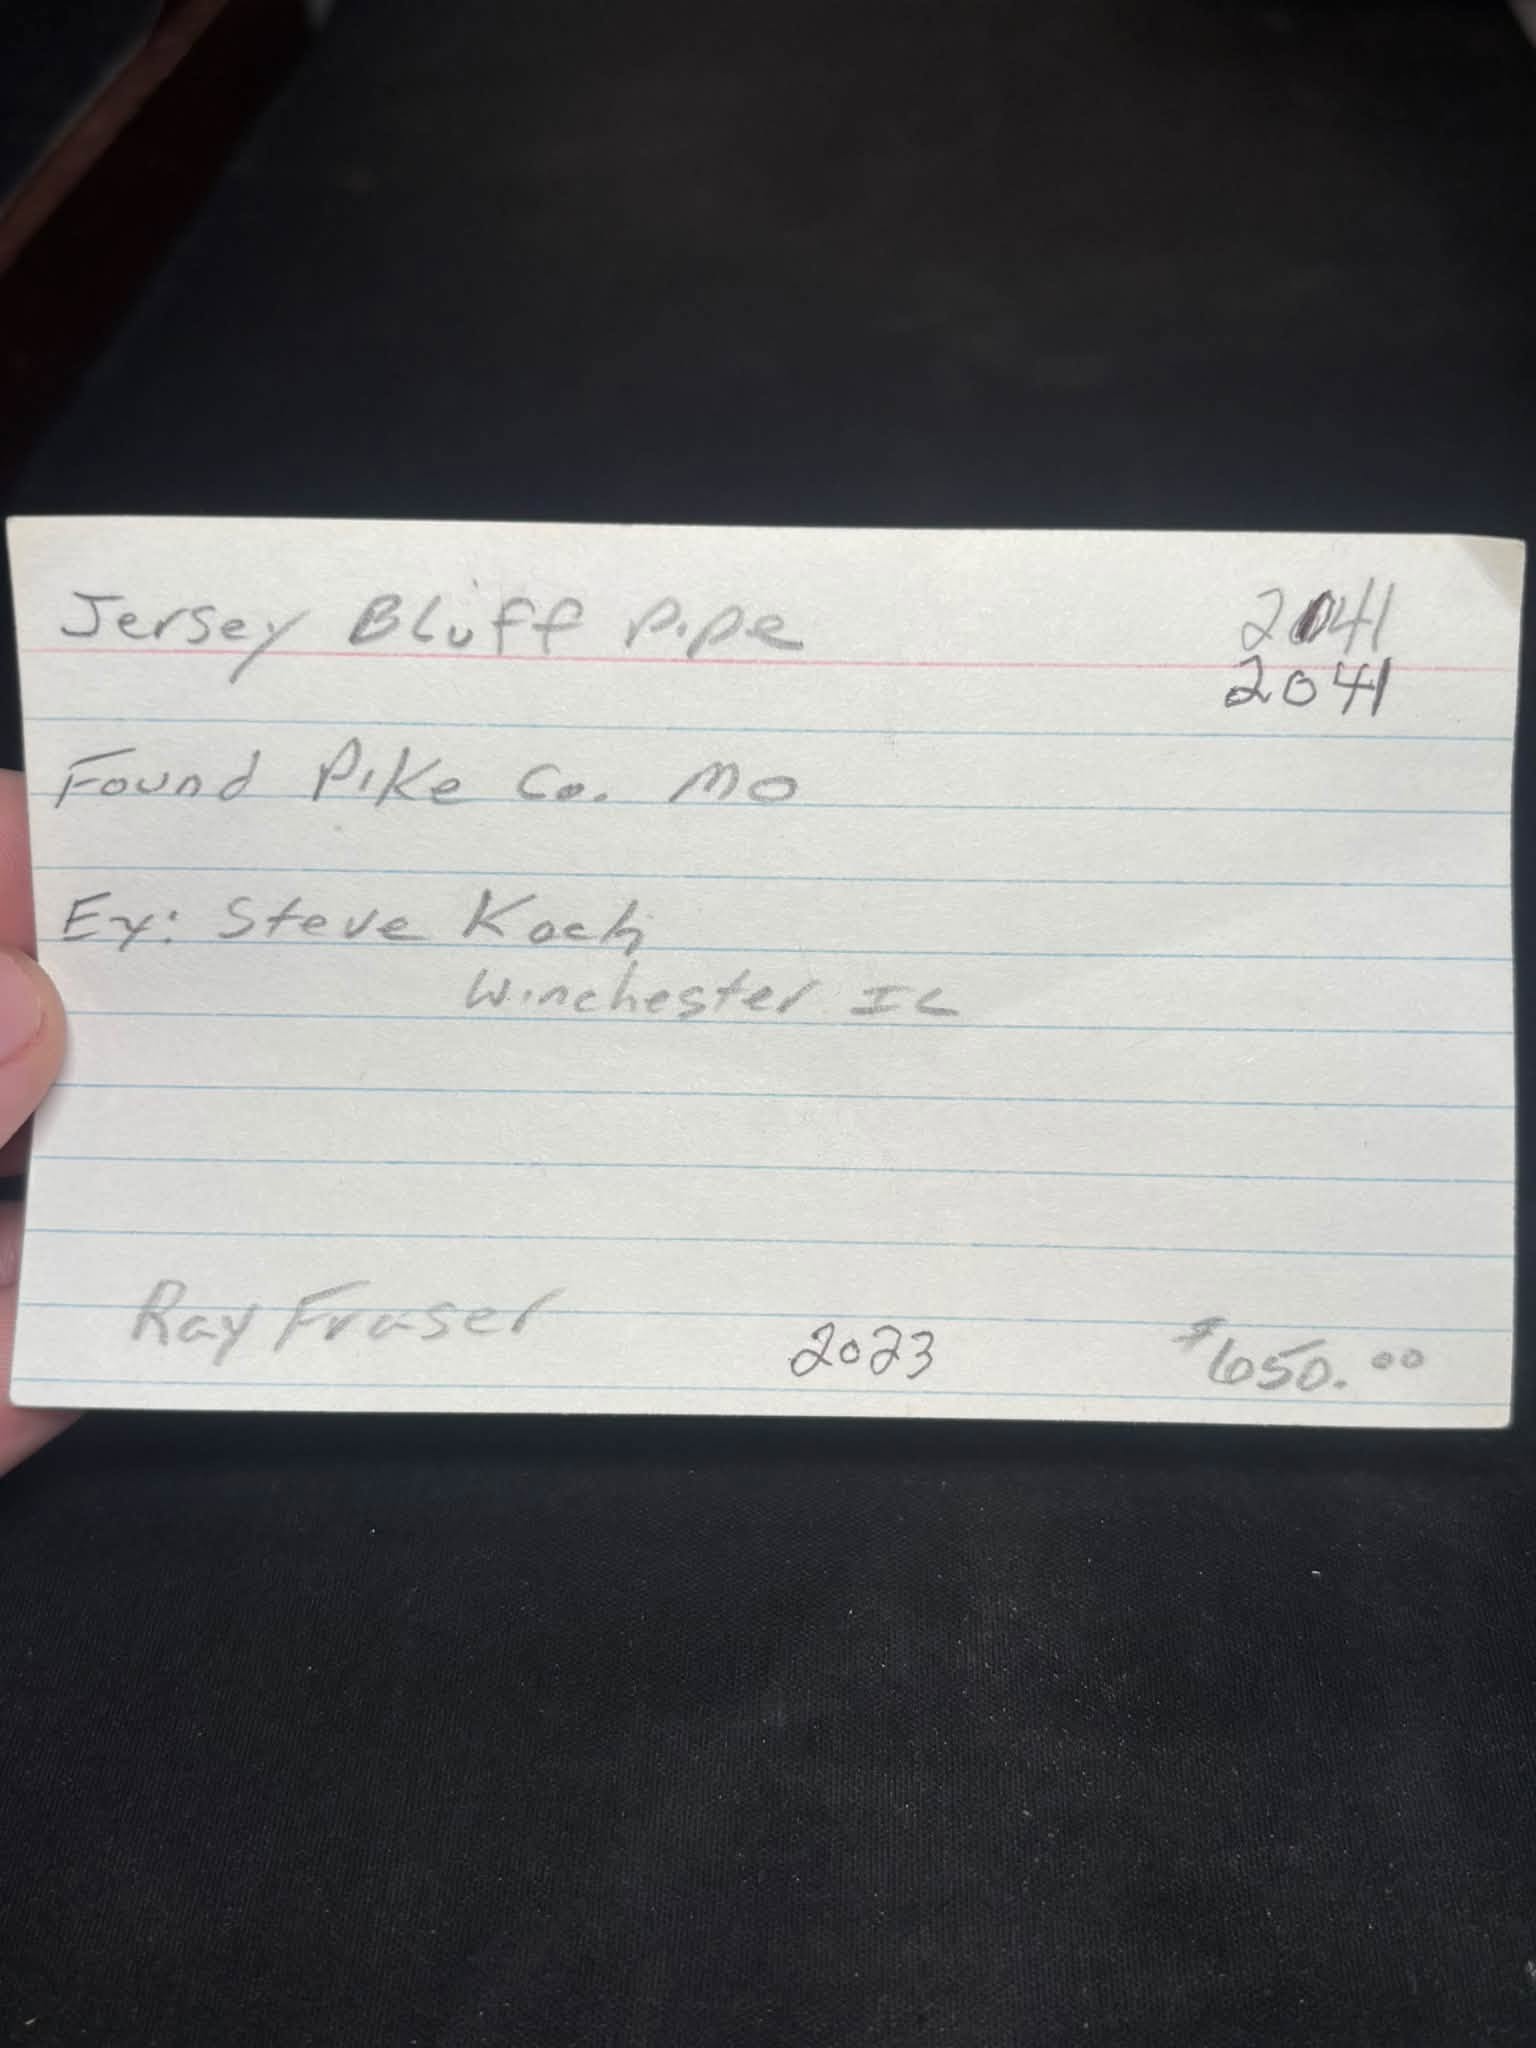 Jersey Bluff Pipe 2041
2041
Found Pike Co. MO
Ex: Steve Koch
Winchester IL
Ray Fraser 2023 $650.00